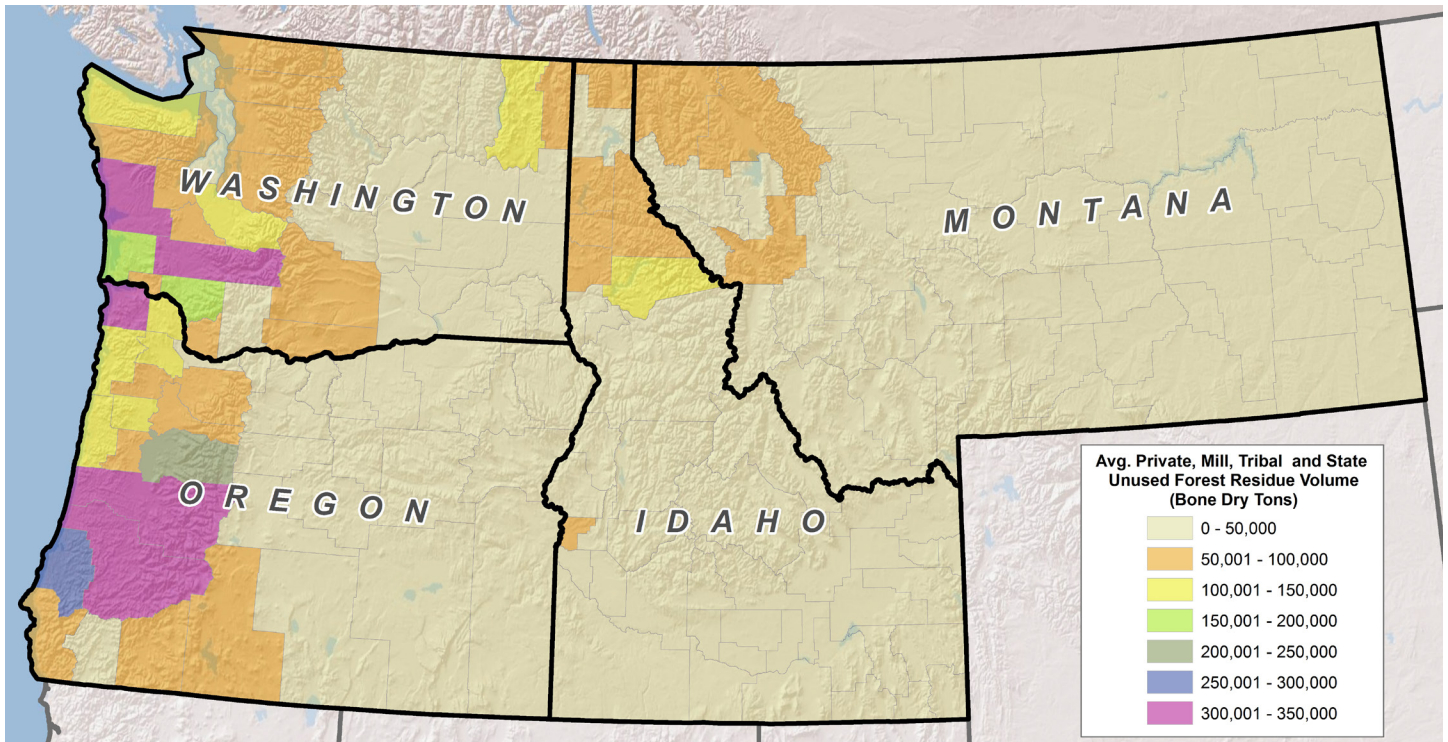 WASHINGTON
MONTANA
OREGON
IDAHO
Avg. Private, Mill, Tribal and State
Unused Forest Residue Volume
(Bone Dry Tons)
0 - 50,000
50,001 - 100,000
100,001 - 150,000
150,001 - 200,000
200,001 - 250,000
250,001 - 300,000
300,001 - 350,000